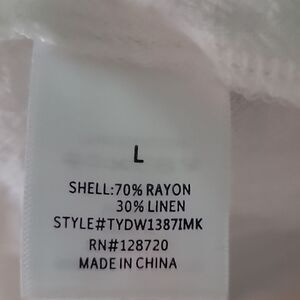 L
SHELL:70% RAYON
30% LINEN
STYLE#TYDW1387IMK
RN#128720
MADE IN CHINA